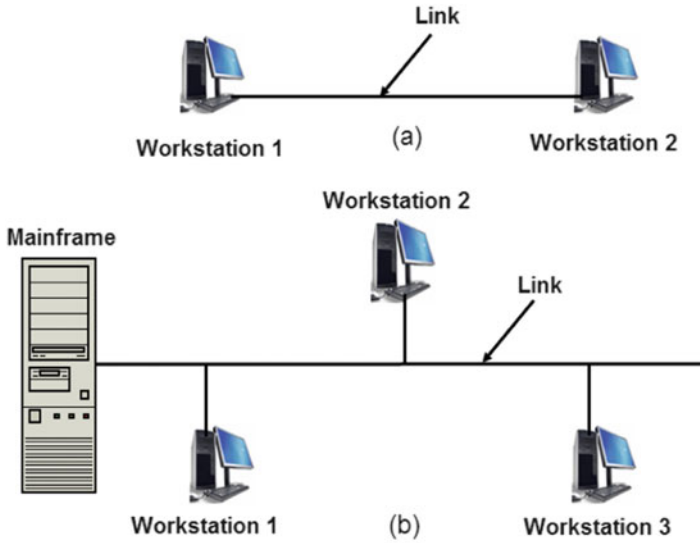 Link
Workstation 1
(a)
Workstation 2
Workstation 2
Mainframe
Link
Workstation 1
(b)
Workstation 3